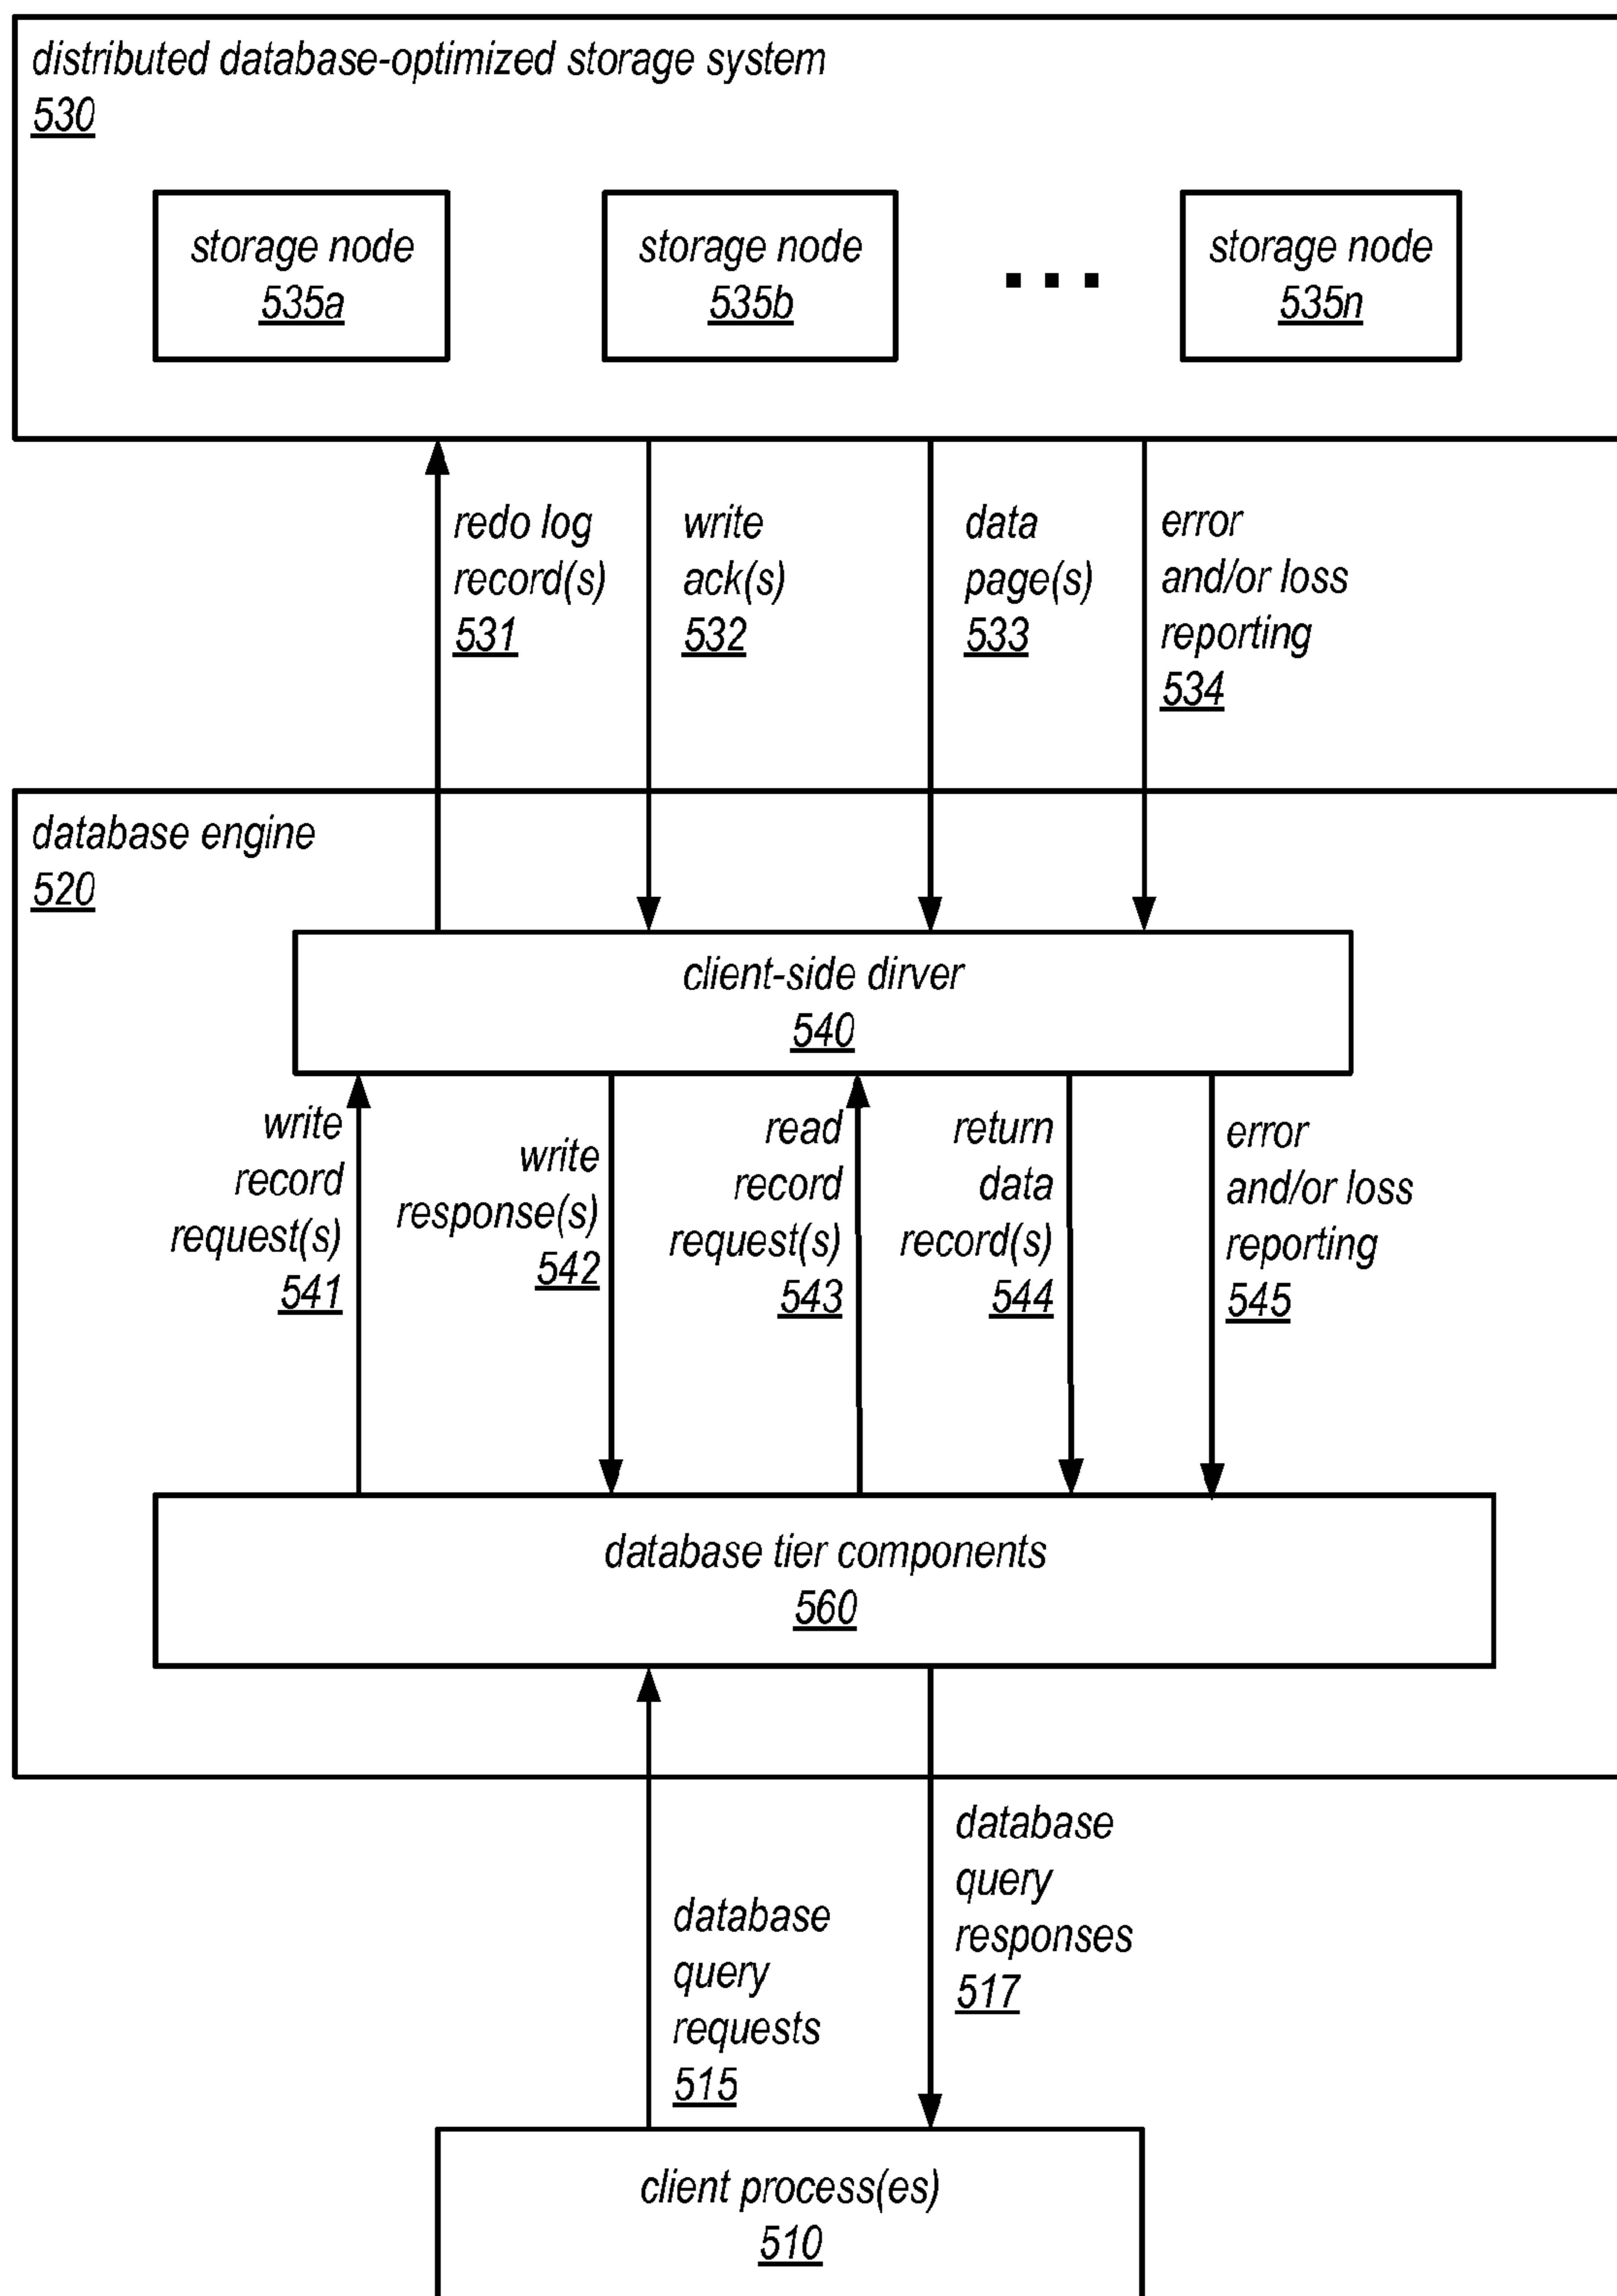 distributed database-optimized storage system
530
storage node
535a
storage node
535b
storage node
535n
redo log
record(s)
531
write
ack(s)
532
data
page(s)
533
error
and/or loss
reporting
534
database engine
520
client-side dirver
540
write
record
request(s)
541
write
response(s)
542
read
record
request(s)
543
return
data
record(s)
544
error
and/or loss
reporting
545
database tier components
560
database
query
requests
515
database
query
responses
517
client process(es)
510